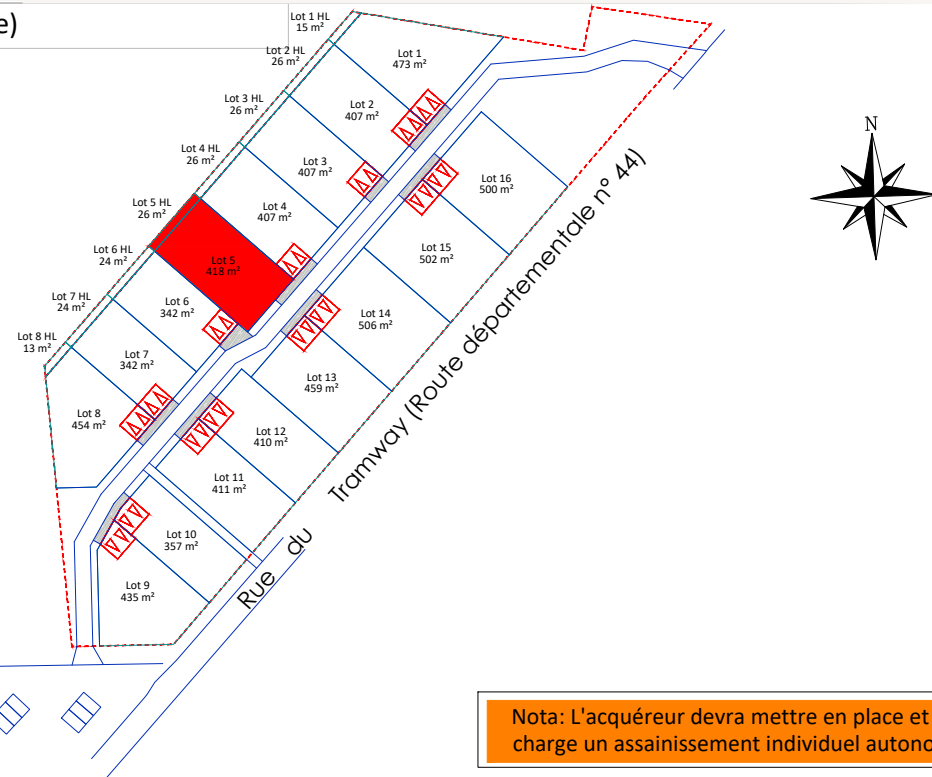 e)
Lot 1 HL
15 m²
Lot 2 HL
26 m²
Lot 3 HL
26 m²
Lot 4 HL
26 m²
Lot 5 HL
26 m²
Lot 6 HL
24 m²
Lot 7 HL
24 m²
Lot 8 HL
13 m²
Lot 1
473 m²
Lot 2
407 m²
Lot 3
407 m²
Lot 4
407 m²
Lot 5
418 m²
Lot 6
342 m²
Lot 7
342 m²
Lot 8
454 m²
Lot 16
500 m²
Lot 15
502 m²
Lot 14
506 m²
Lot 13
459 m²
Lot 12
410 m²
Lot 11
411 m²
Lot 10
357 m²
Lot 9
435 m²
Rue du Tramway (Route départementale n° 44)
N
Nota: L'acquéreur devra mettre en place et
charge un assainissement individuel autono